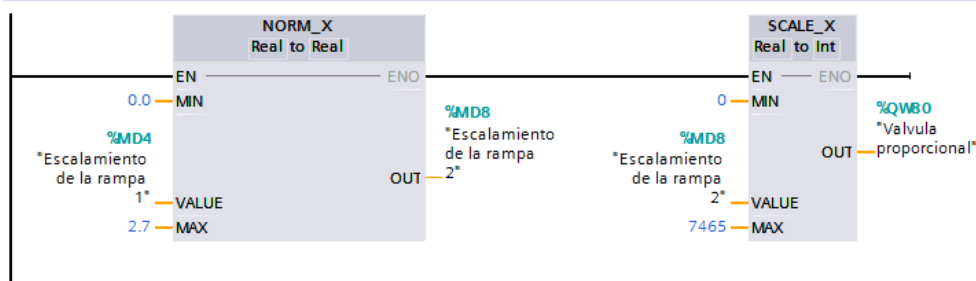 NORM_X
Real to Real
EN
ENO
0.0
MIN
%MD4
"Escalamiento
de la rampa
1"
VALUE
2.7
MAX
%MD8
"Escalamiento
de la rampa
2"
OUT
SCALE_X
Real to Int
EN
ENO
0
MIN
%MD8
"Escalamiento
de la rampa
2"
VALUE
7465
MAX
%QW80
"Valvula
proporcional"
OUT